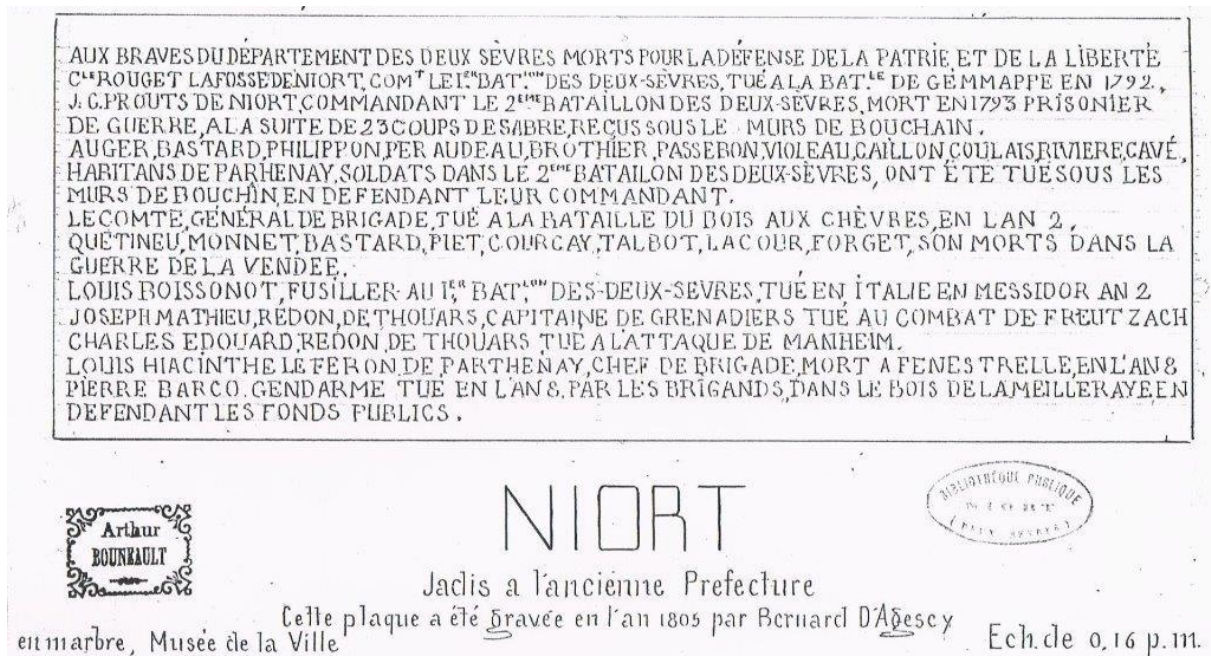 AUX BRAVES DU DÉPARTEMENT DES DEUX SÈVRES MORTS POUR LA DÉFENSE DE LA PATRIE ET DE LA LIBERTÉ
Cᴸᴱ ROUGET LAFOSSE DE NIORT, COMᵀ LE 1ᴱᴿ BAT.ᴸᴼᴺ DES DEUX-SÈVRES, TUÉ A LA BAT.ᴸᴱ DE GEMMAPPE EN 1792.,
J.C. PROUTS DE NIORT, COMMANDANT LE 2ᴱᴹᴱ BATAILLON DES DEUX-SÈVRES, MORT EN 1793 PRISONIER
DE GUERRE, A LA SUITE DE 23 COUPS DE SABRE, REÇUS SOUS LE MURS DE BOUCHAIN.
AUGER, BASTARD, PHILIPPON, PERAUDEAU, BROTHIER, PASSEBON, VIOLEAU, CAILLON, COULAIS, RIVIERE, CAVÉ,
HABITANS DE PARHENAY, SOLDATS DANS LE 2ᴱᴹᴱ BATAILON DES DEUX-SÈVRES, ONT ÉTÉ TUÉ SOUS LES
MURS DE BOUCHIN, EN DEFENDANT LEUR COMMANDANT.
LECOMTE, GÉNÉRAL DE BRIGADE, TUÉ A LA BATAILLE DU BOIS AUX CHÈVRES, EN L AN 2,
QUÉTINEU, MONNET, BASTARD, PIET, COURCAY, TALBOT, LACOUR, FORGET, SON MORTS DANS LA
GUERRE DE LA VENDEE.
LOUIS BOISSONOT, FUSILLER AU 1ᴱᴿ BAT.ᴸᴼᴺ DES-DEUX-SEVRES, TUÉ EN ITALIE EN MESSIDOR AN 2
JOSEPH MATHIEU, REDON, DE THOUARS, CAPITAINE DE GRENADIERS TUÉ AU COMBAT DE FREUTZACH
CHARLES EDOUARD, REDON, DE THOUARS TUÉ A L'ATTAQUE DE MANHEIM.
LOUIS HIACINTHE LE FERON, DE PARTHENAY, CHEF DE BRIGADE, MORT A FENESTRELLE, EN L'AN 8
PIERRE BARCO. GENDARME TUÉ EN L'AN 8. PAR LES BRIGANDS, DANS LE BOIS DE LA MEILLERAYE EN
DEFENDANT LES FONDS PUBLICS.
Arthur
BOUNEAULT
NIORT
BIBLIOTHÈQUE PUBLIQUE
(DEUX SEVRES)
Jadis a l'ancienne Prefecture
Cette plaque a été gravée en l'an 1805 par Bernard D'Agescy
en marbre, Musée de la Ville
Ech. de 0,16 p.m.